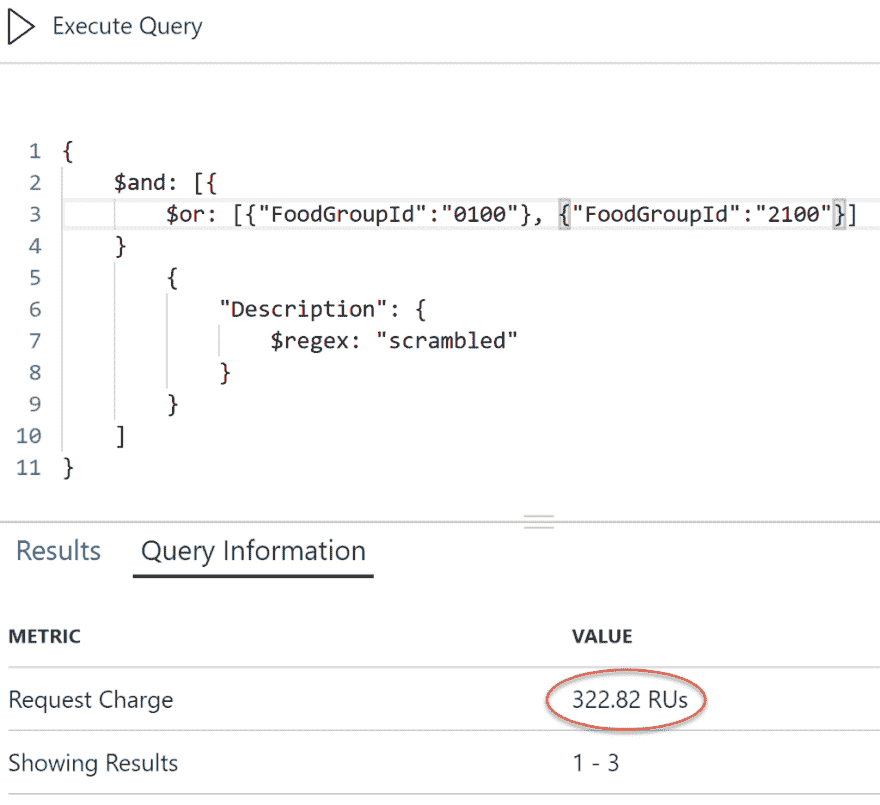 Execute Query
1 {
2 $and: [{
3 $or: [{"FoodGroupId":"0100"}, {"FoodGroupId":"2100"}]
4 }
5 {
6 "Description": {
7 $regex: "scrambled"
8 }
9 }
10 ]
11 }
Results Query Information
METRIC VALUE
Request Charge 322.82 RUs
Showing Results 1 - 3